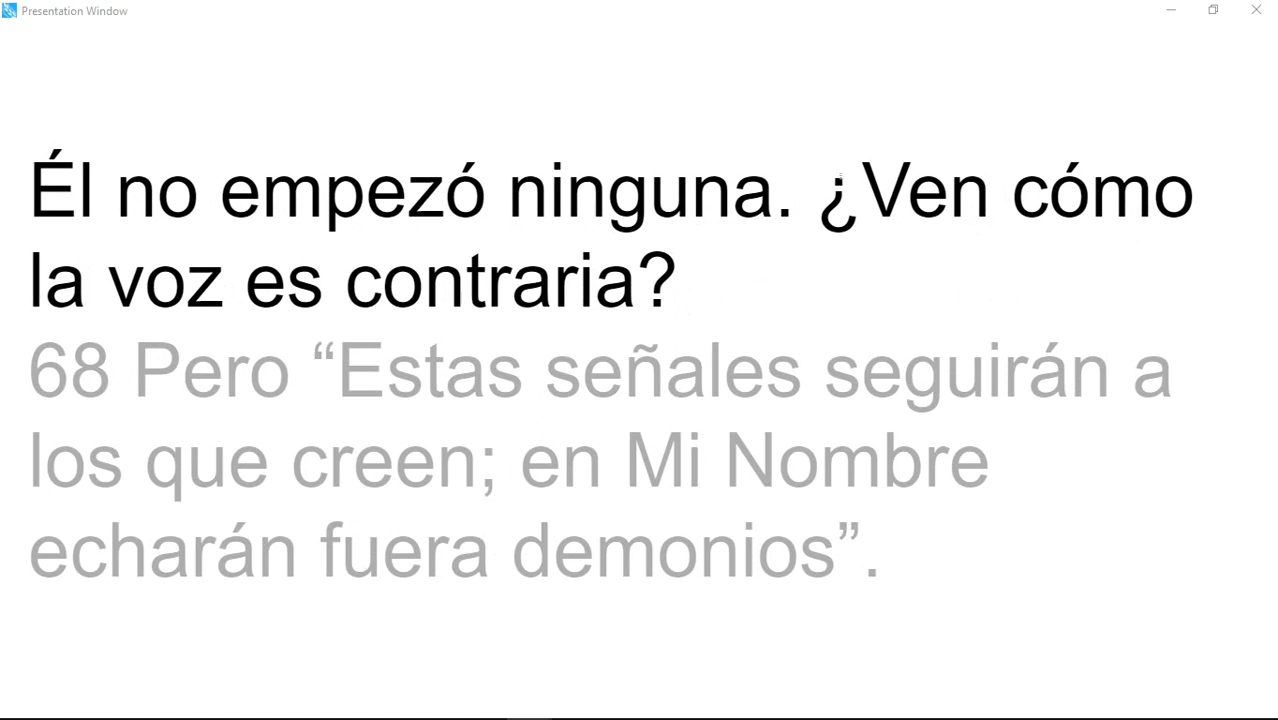 Presentation Window
Él no empezó ninguna. ¿Ven cómo
la voz es contraria?
68 Pero “Estas señales seguirán a
los que creen; en Mi Nombre
echarán fuera demonios”.